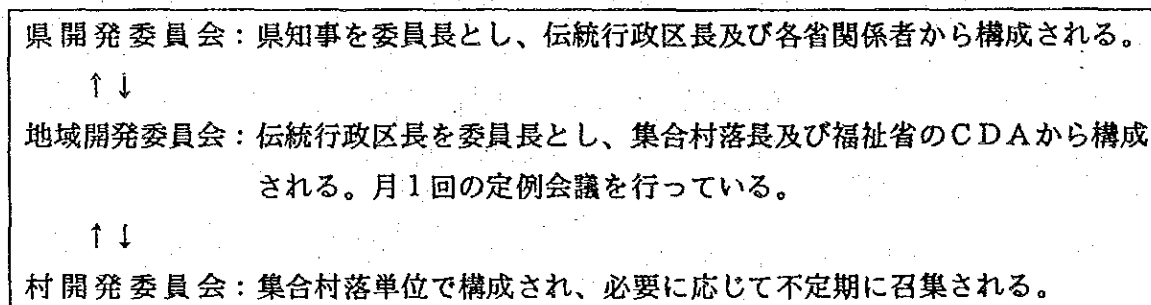 県開発委員会：県知事を委員長とし、伝統行政区長及び各省関係者から構成される。
↑↓
地域開発委員会：伝統行政区長を委員長とし、集合村落長及び福祉省のCDAから構成
される。月1回の定例会議を行っている。
↑↓
村開発委員会：集合村落単位で構成され、必要に応じて不定期に召集される。